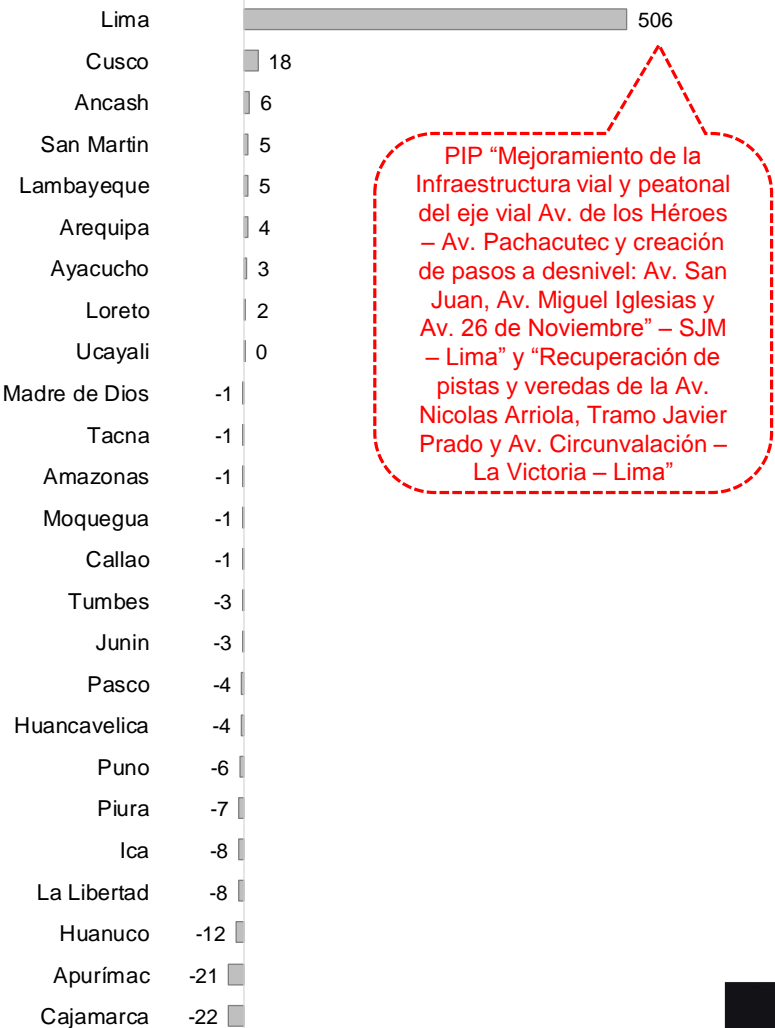 Lima 506
Cusco 18
Ancash 6
San Martin 5
Lambayeque 5
Arequipa 4
Ayacucho 3
Loreto 2
Ucayali 0
Madre de Dios -1
Tacna -1
Amazonas -1
Moquegua -1
Callao -1
Tumbes -3
Junin -3
Pasco -4
Huancavelica -4
Puno -6
Piura -7
Ica -8
La Libertad -8
Huanuco -12
Apurímac -21
Cajamarca -22
PIP “Mejoramiento de la
Infraestructura vial y peatonal
del eje vial Av. de los Héroes
– Av. Pachacutec y creación
de pasos a desnivel: Av. San
Juan, Av. Miguel Iglesias y
Av. 26 de Noviembre” – SJM
– Lima” y “Recuperación de
pistas y veredas de la Av.
Nicolas Arriola, Tramo Javier
Prado y Av. Circunvalación –
La Victoria – Lima”